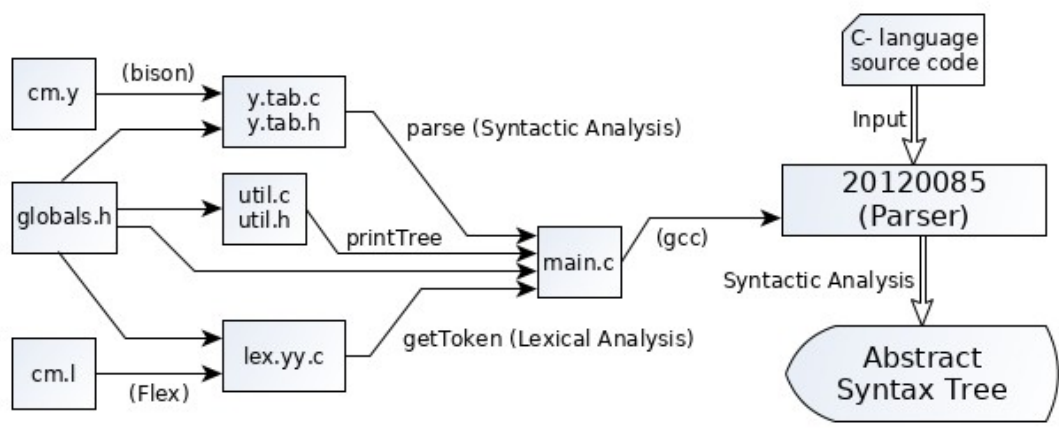 cm.y
(bison)
y.tab.c
y.tab.h
parse (Syntactic Analysis)
globals.h
util.c
util.h
printTree
main.c
(gcc)
cm.l
(Flex)
lex.yy.c
getToken (Lexical Analysis)
C- language
source code
Input
20120085
(Parser)
Syntactic Analysis
Abstract
Syntax Tree